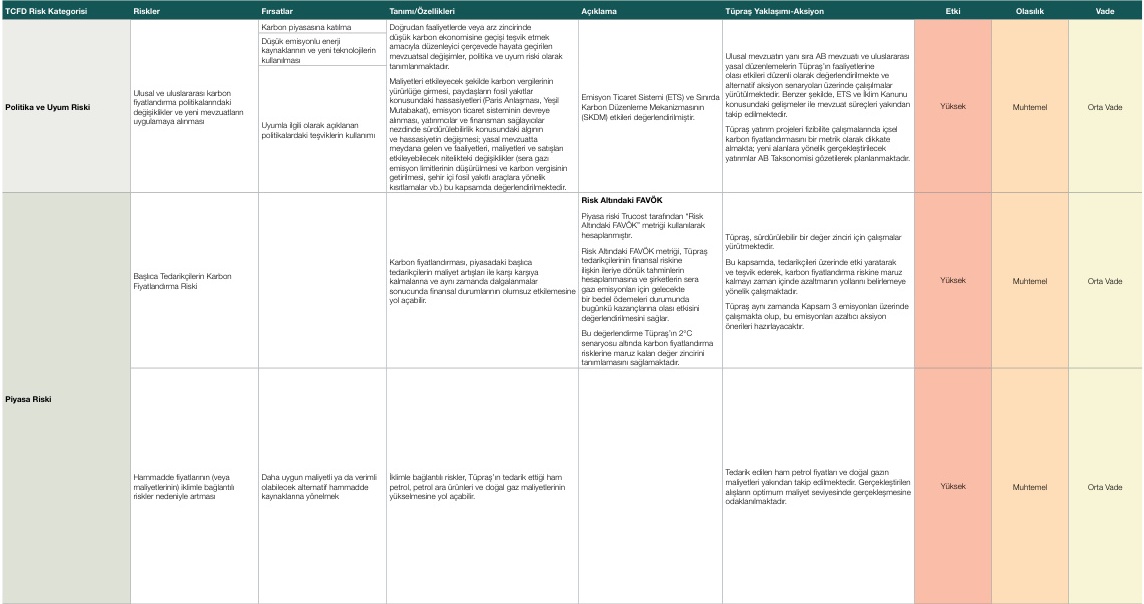 TCFD Risk Kategorisi
Riskler
Fırsatlar
Tanımı/Özellikleri
Açıklama
Tüpraş Yaklaşımı-Aksiyon
Etki
Olasılık
Vade
Politika ve Uyum Riski
Ulusal ve uluslararası karbon
fiyatlandırma politikalarındaki
değişiklikler ve yeni mevzuatların
uygulamaya alınması
Karbon piyasasına katılma
Düşük emisyonlu enerji
kaynaklarının ve yeni teknolojilerin
kullanılması
Uyumla ilgili olarak açıklanan
politikalardaki teşviklerin kullanımı
Doğrudan faaliyetlerde veya arz zincirinde
düşük karbon ekonomisine geçişi teşvik etmek
amacıyla düzenleyici çerçevede hayata geçirilen
mevzuatsal değişimler, politika ve uyum riski olarak
tanımlanmaktadır.
Maliyetleri etkileyecek şekilde karbon vergilerinin
yürürlüğe girmesi, paydaşların fosil yakıtlar
konusundaki hassasiyetleri (Paris Anlaşması, Yeşil
Mutabakat), emisyon ticaret sisteminin devreye
alınması, yatırımcılar ve finansman sağlayıcılar
nezdinde sürdürülebilirlik konusundaki algının
ve hassasiyetin değişmesi; yasal mevzuatta
meydana gelen ve faaliyetleri, maliyetleri ve satışları
etkileyebilecek nitelikteki değişiklikler (sera gazı
emisyon limitlerinin düşürülmesi ve karbon vergisinin
getirilmesi, şehir içi fosil yakıtlı araçlara yönelik
kısıtlamalar vb.) bu kapsamda değerlendirilmektedir.
Emisyon Ticaret Sistemi (ETS) ve Sınırda
Karbon Düzenleme Mekanizmasının
(SKDM) etkileri değerlendirilmiştir.
Ulusal mevzuatın yanı sıra AB mevzuatı ve uluslararası
yasal düzenlemelerin Tüpraş'ın faaliyetlerine
olası etkileri düzenli olarak değerlendirilmekte ve
alternatif aksiyon senaryoları üzerinde çalışmalar
yürütülmektedir. Benzer şekilde, ETS ve İklim Kanunu
konusundaki gelişmeler ile mevzuat süreçleri yakından
takip edilmektedir.
Tüpraş yatırım projeleri fizibilite çalışmalarında içsel
karbon fiyatlandırmasını bir metrik olarak dikkate
almakta; yeni alanlara yönelik gerçekleştirilecek
yatırımlar AB Taksonomisi gözetilerek planlanmaktadır.
Yüksek
Muhtemel
Orta Vade
Piyasa Riski
Başlıca Tedarikçilerin Karbon
Fiyatlandırma Riski
Karbon fiyatlandırması, piyasadaki başlıca
tedarikçilerin maliyet artışları ile karşı karşıya
kalmalarına ve aynı zamanda dalgalanmalar
sonucunda finansal durumlarının olumsuz etkilemesine
yol açabilir.
Risk Altındaki FAVÖK
Piyasa riski Trucost tarafından "Risk
Altındaki FAVÖK" metriği kullanılarak
hesaplanmıştır.
Risk Altındaki FAVÖK metriği, Tüpraş
tedarikçilerinin finansal riskine
ilişkin ileriye dönük tahminlerin
hesaplanmasına ve şirketlerin sera
gazı emisyonları için gelecekte
bir bedel ödemeleri durumunda
bugünkü kazançlarına olası etkisini
değerlendirilmesini sağlar.
Bu değerlendirme Tüpraş'ın 2°C
senaryosu altında karbon fiyatlandırma
risklerine maruz kalan değer zincirini
tanımlamasını sağlamaktadır.
Tüpraş, sürdürülebilir bir değer zinciri için çalışmalar
yürütmektedir.
Bu kapsamda, tedarikçileri üzerinde etki yaratarak
ve teşvik ederek, karbon fiyatlandırma riskine maruz
kalmayı zaman içinde azaltmanın yollarını belirlemeye
yönelik çalışmaktadır.
Tüpraş aynı zamanda Kapsam 3 emisyonları üzerinde
çalışmakta olup, bu emisyonları azaltıcı aksiyon
önerileri hazırlayacaktır.
Yüksek
Muhtemel
Orta Vade
Hammadde fiyatlarının (veya
maliyetlerinin) iklimle bağlantılı
riskler nedeniyle artması
Daha uygun maliyetli ya da verimli
olabilecek alternatif hammadde
kaynaklarına yönelmek
İklimle bağlantılı riskler, Tüpraş'ın tedarik ettiği ham
petrol, petrol ara ürünleri ve doğal gaz maliyetlerinin
yükselmesine yol açabilir.
Tedarik edilen ham petrol fiyatları ve doğal gazın
maliyetleri yakından takip edilmektedir. Gerçekleştirilen
alışların optimum maliyet seviyesinde gerçekleşmesine
odaklanılmaktadır.
Yüksek
Muhtemel
Orta Vade